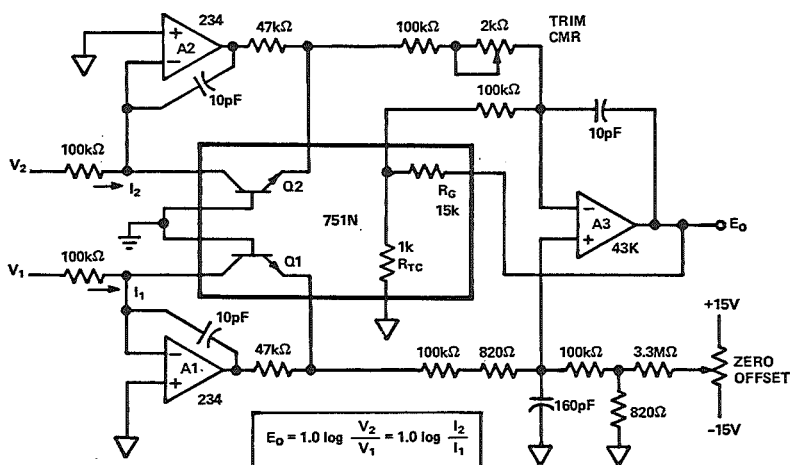 234
47kΩ
100kΩ
2kΩ
TRIM
CMR
+
A2
−
10pF
100kΩ
10pF
V2
100kΩ
I2
Q2
RG
15k
−
A3
+
43K
EO
751N
1k
RTC
V1
100kΩ
I1
Q1
10pF
−
A1
+
234
47kΩ
100kΩ
820Ω
100kΩ
3.3MΩ
+15V
ZERO
OFFSET
−15V
160pF
820Ω
EO = 1.0 log V2/V1 = 1.0 log I2/I1